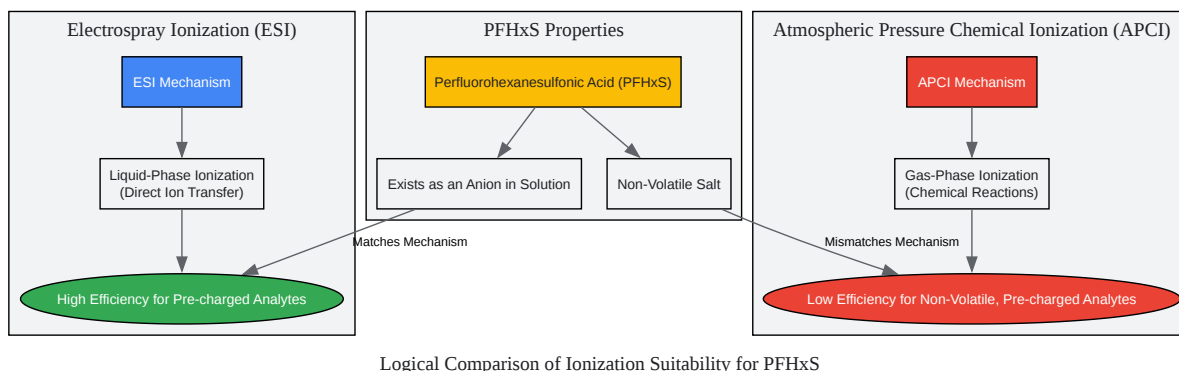 Electrospray Ionization (ESI)
ESI Mechanism
Liquid-Phase Ionization
(Direct Ion Transfer)
High Efficiency for Pre-charged Analytes
PFHxS Properties
Perfluorohexanesulfonic Acid (PFHxS)
Exists as an Anion in Solution
Non-Volatile Salt
Matches Mechanism
Mismatches Mechanism
Atmospheric Pressure Chemical Ionization (APCI)
APCI Mechanism
Gas-Phase Ionization
(Chemical Reactions)
Low Efficiency for Non-Volatile, Pre-charged Analytes
Logical Comparison of Ionization Suitability for PFHxS